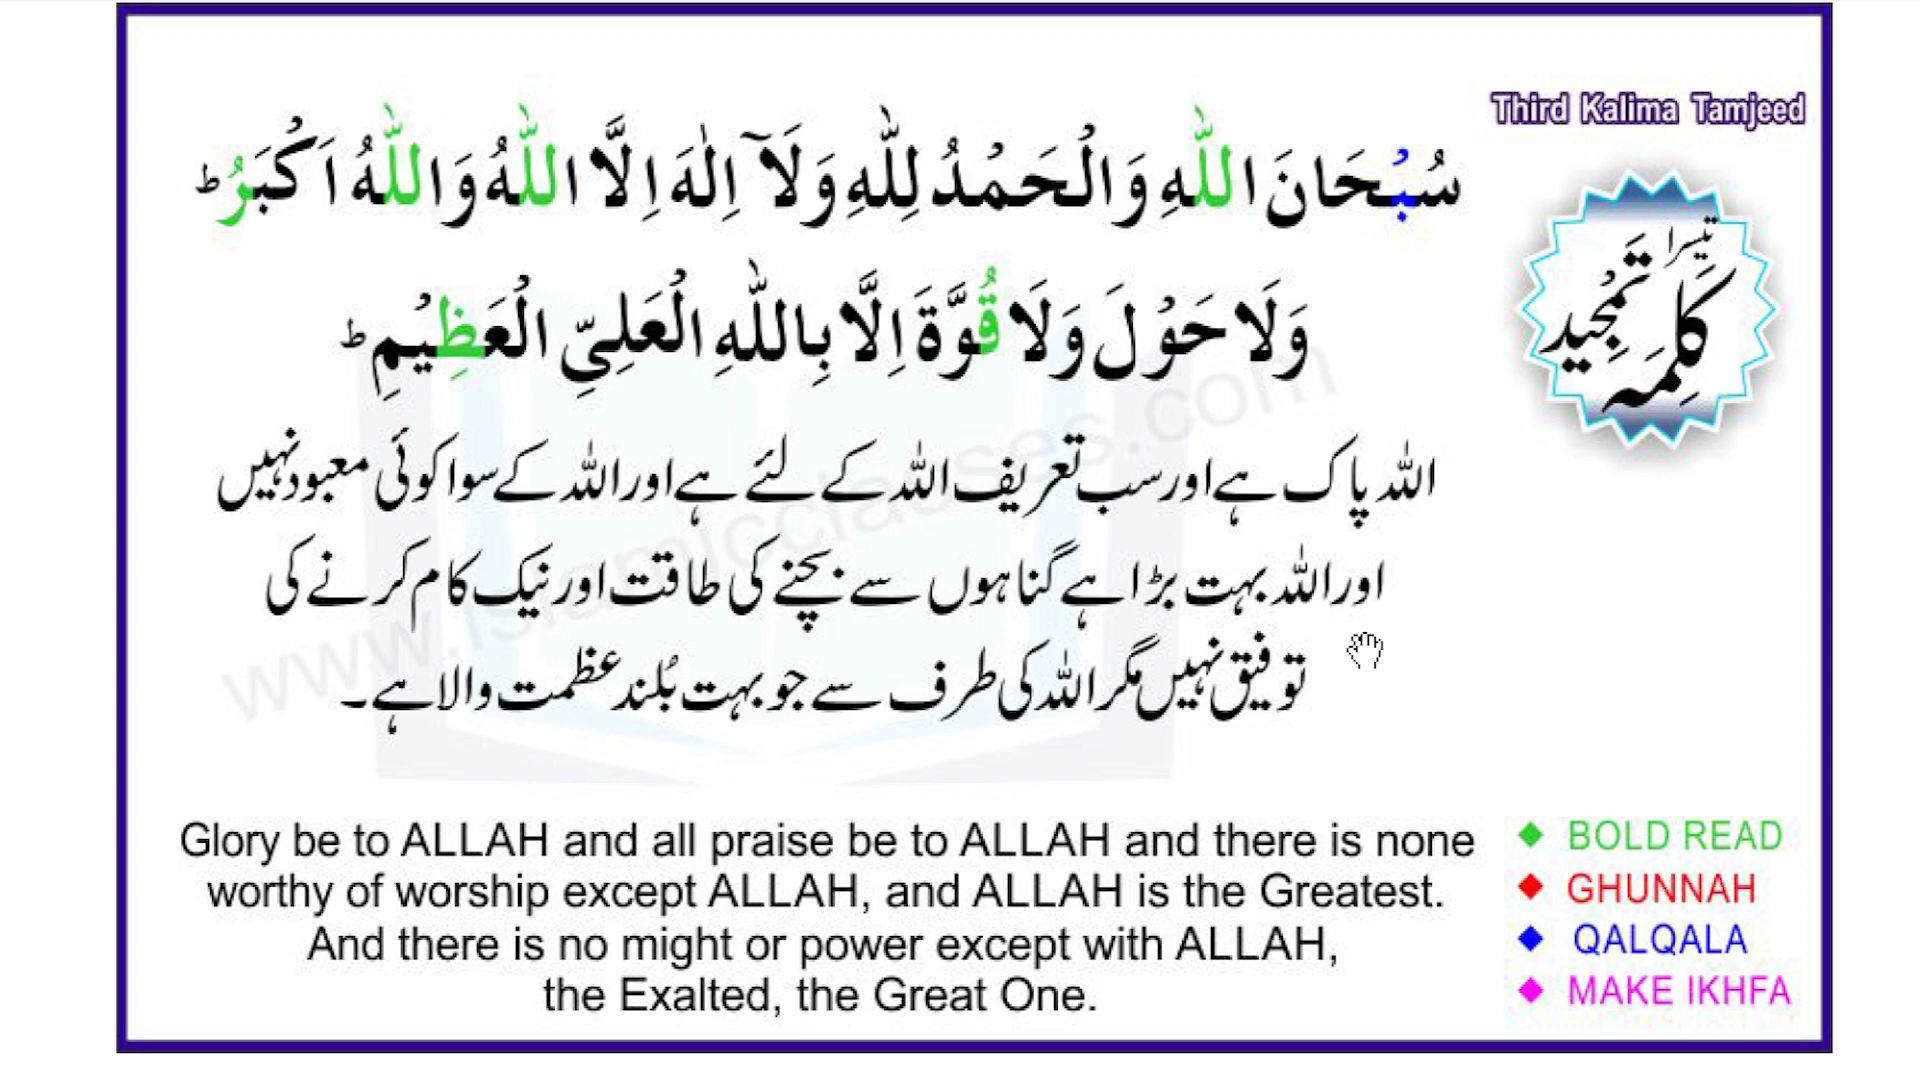 Third Kalima Tamjeed
سُبْحَانَ اللّٰهِ وَالْحَمْدُ لِلّٰهِ وَلَآ اِلٰهَ اِلَّا اللّٰهُ وَاللّٰهُ اَكْبَرُ ؕ
وَلَا حَوْلَ وَلَا قُوَّةَ اِلَّا بِاللّٰهِ الْعَلِيِّ الْعَظِيْمِ ؕ
تیسرا
کَلِمَہ تَمْجِید
اللہ پاک ہے اور سب تعریف اللہ کے لئے ہے اور اللہ کے سوا کوئی معبود نہیں
اور اللہ بہت بڑا ہے گناہوں سے بچنے کی طاقت اور نیک کام کرنے کی
توفیق نہیں مگر اللہ کی طرف سے جو بہت بُلند عظمت والا ہے۔
www.islamicclasses.com
Glory be to ALLAH and all praise be to ALLAH and there is none
worthy of worship except ALLAH, and ALLAH is the Greatest.
And there is no might or power except with ALLAH,
the Exalted, the Great One.
BOLD READ
GHUNNAH
QALQALA
MAKE IKHFA